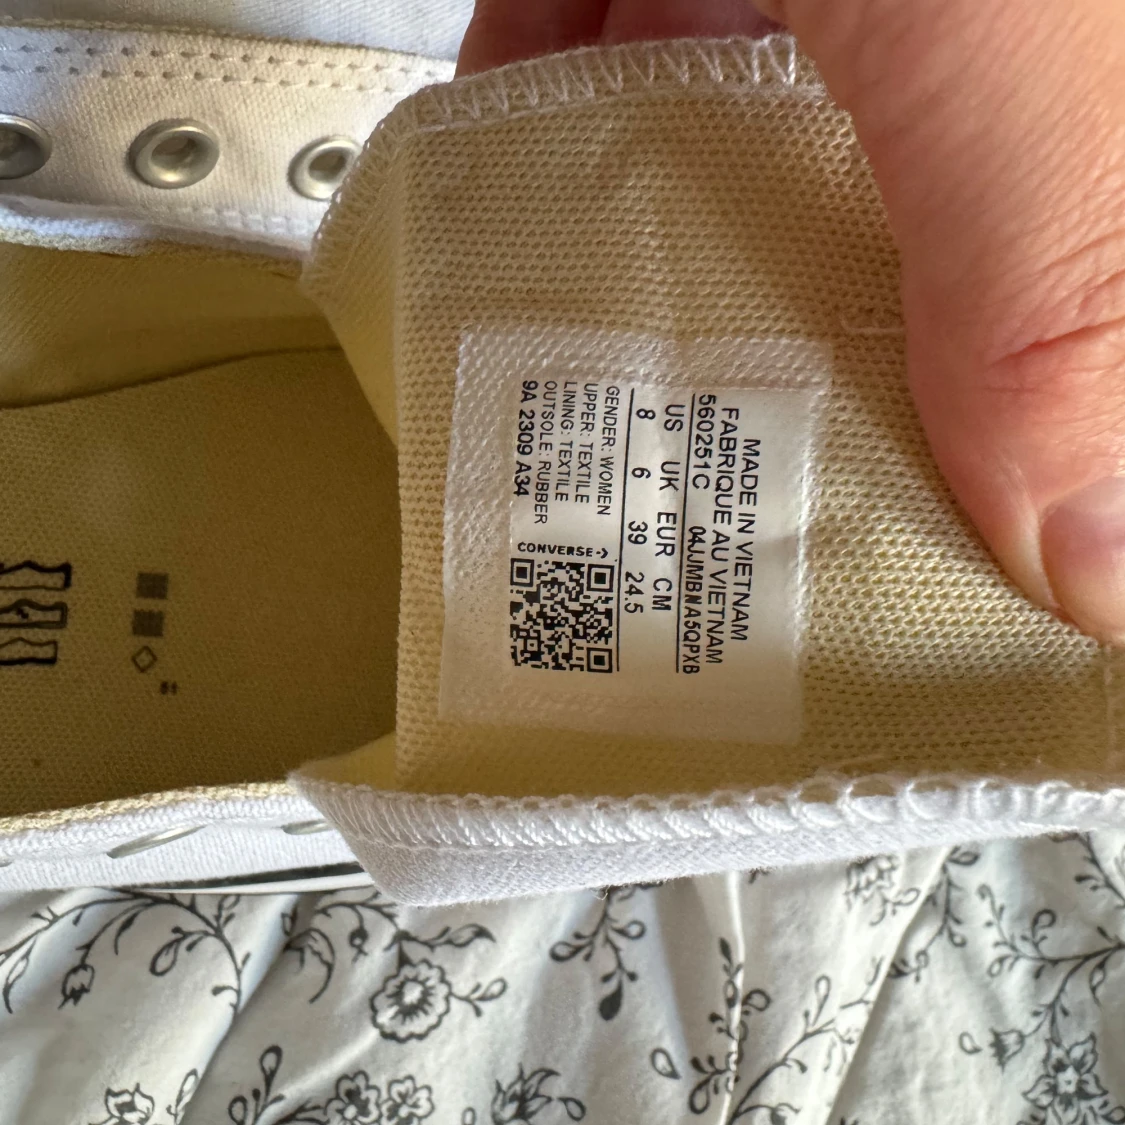 MADE IN VIETNAM
FABRIQUE AU VIETNAM
560251C 04JJMBNA5QPXB
US UK EUR CM
8 6 39 24.5
GENDER: WOMEN
UPPER: TEXTILE
LINING: TEXTILE
OUTSOLE: RUBBER
9A 2309 A34
CONVERSE